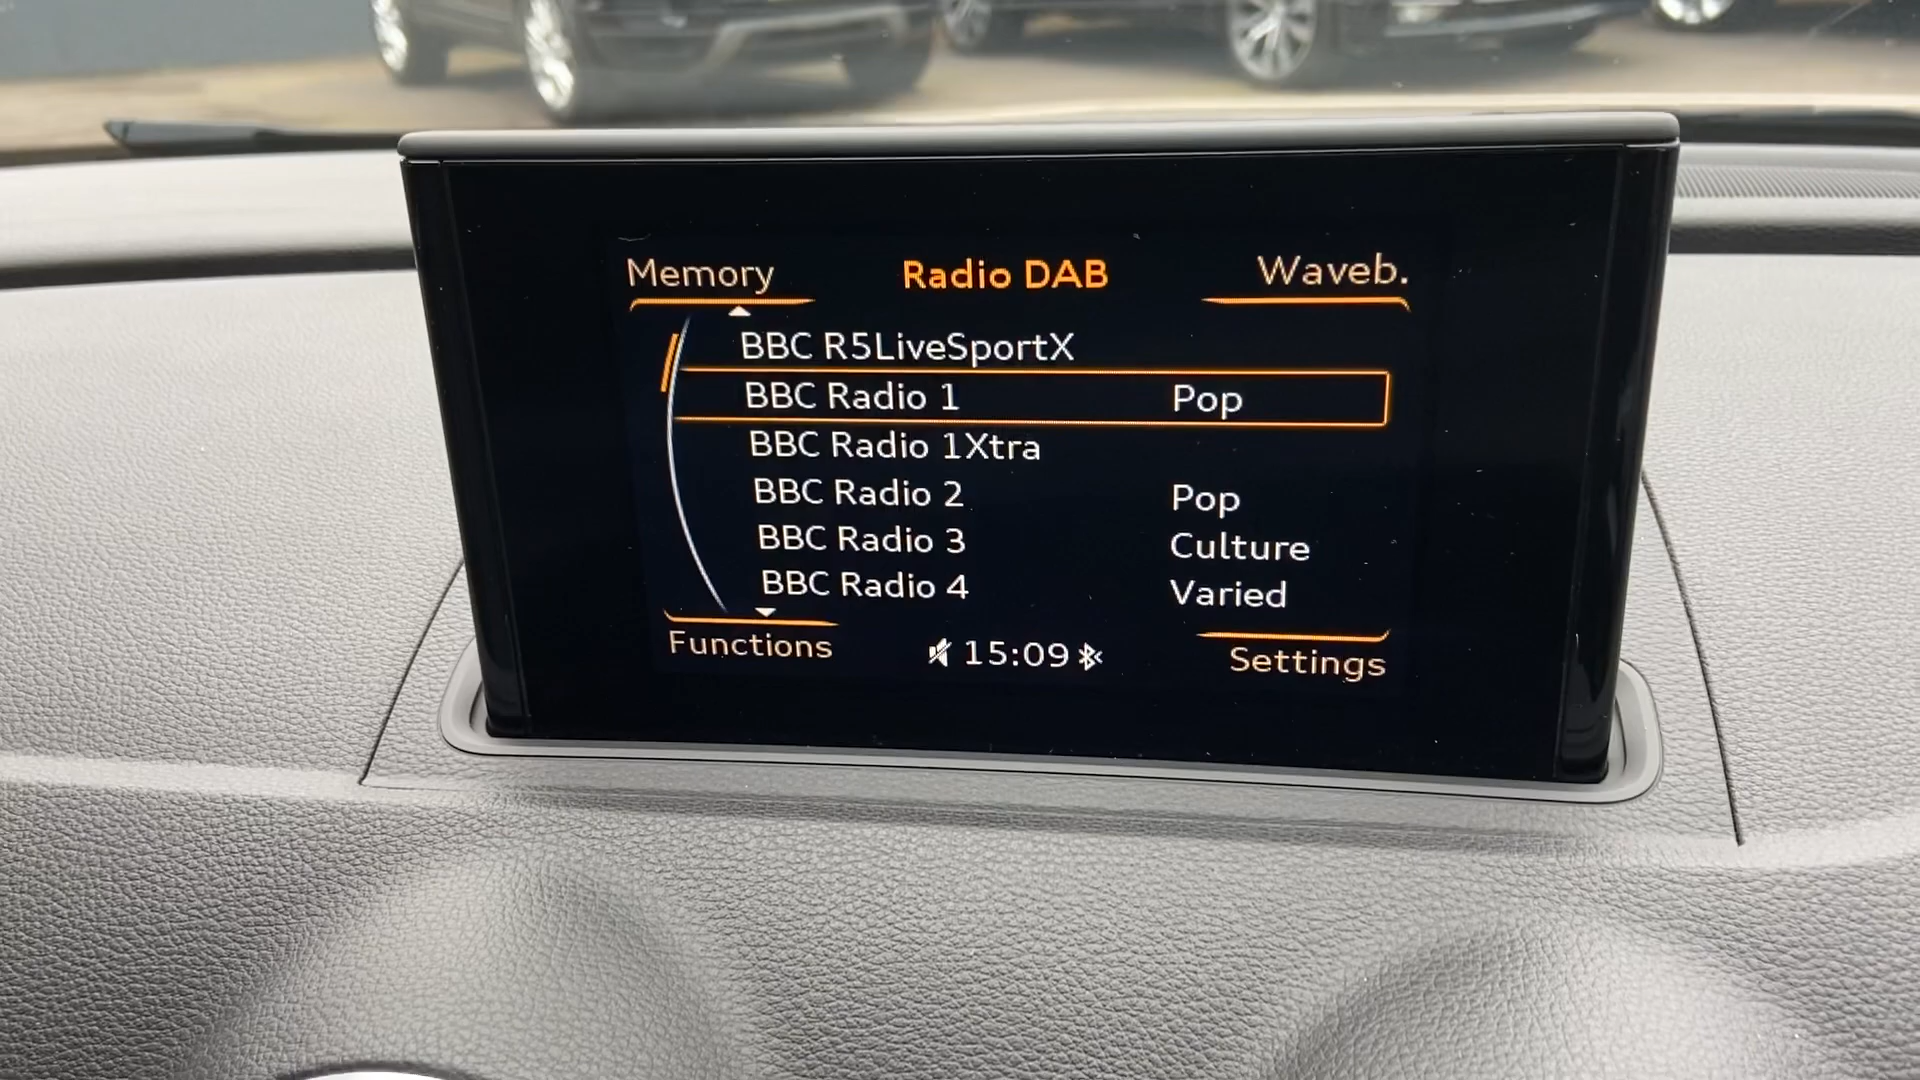 Memory Radio DAB Waveb.
BBC R5LiveSportX
BBC Radio 1 Pop
BBC Radio 1Xtra
BBC Radio 2 Pop
BBC Radio 3 Culture
BBC Radio 4 Varied
Functions 15:09 Settings